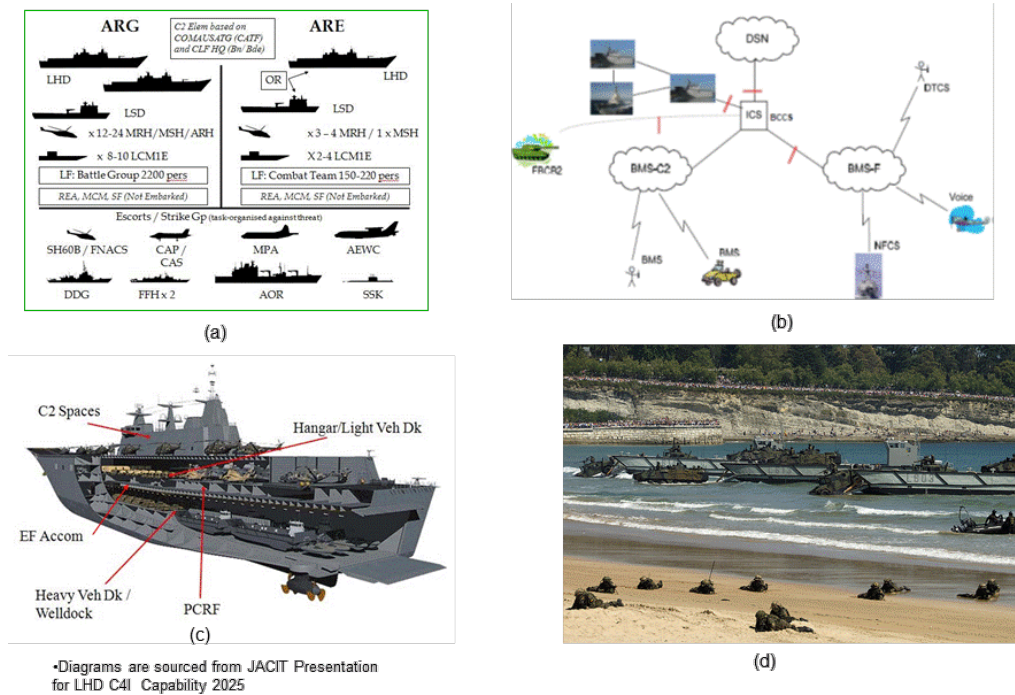 ARG
C2 Elem based on
COMAUSATG (CATF)
and CLF HQ (Bn/ Bde)
ARE
LHD
OR
LHD
LSD
LSD
x 12-24 MRH/MSH/ARH
x 3 – 4 MRH / 1 x MSH
x 8-10 LCM1E
X2-4 LCM1E
LF: Battle Group 2200 pers
LF: Combat Team 150-220 pers
REA, MCM, SF (Not Embarked)
REA, MCM, SF (Not Embarked)
Escorts / Strike Gp (task-organised against threat)
SH60B / FNACS
CAP /
CAS
MPA
AEWC
DDG
FFH x 2
AOR
SSK
(a)
DSN
DTCS
ICS
BCCS
FBCB2
BMS-C2
BMS-F
Voice
BMS
BMS
NFCS
(b)
C2 Spaces
Hangar/Light Veh Dk
EF Accom
Heavy Veh Dk /
Welldock
PCRF
(c)
(d)
•Diagrams are sourced from JACIT Presentation
for LHD C4I Capability 2025